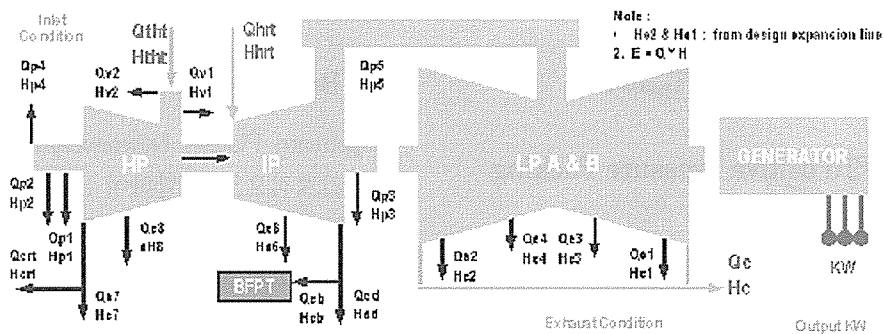 Inlet
Condition
Qtht
Htht
Qhrt
Hhrt
Note :
He2 & He1 : from design expansion line
2. E = Q * H
Qp4
Hp4
Qv2
Hv2
Qv1
Hv1
Qp5
Hp5
HP
IP
LP A & B
GENERATOR
Qp2
Hp2
Qp1
Hp1
Qp3
Hp3
Qcrt
Hcrt
Qe7
He7
Qe8
eH8
Qe6
He6
BFPT
Qeb
Heb
Qed
Hed
Qe2
He2
Qe4
He4
Qe3
He3
Qe1
He1
Qc
Hc
KW
Exhaust Condition
Output KW